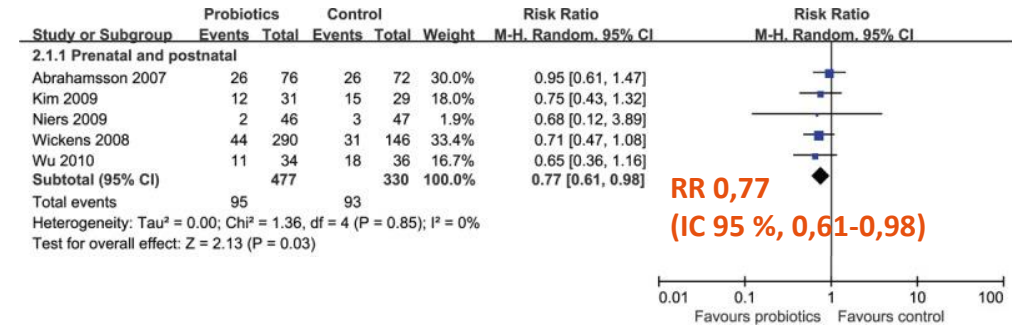 Probiotics Control Risk Ratio Risk Ratio
Study or Subgroup Events Total Events Total Weight M-H. Random. 95% CI M-H. Random. 95% CI
2.1.1 Prenatal and postnatal
Abrahamsson 2007 26 76 26 72 30.0% 0.95 [0.61, 1.47]
Kim 2009 12 31 15 29 18.0% 0.75 [0.43, 1.32]
Niers 2009 2 46 3 47 1.9% 0.68 [0.12, 3.89]
Wickens 2008 44 290 31 146 33.4% 0.71 [0.47, 1.08]
Wu 2010 11 34 18 36 16.7% 0.65 [0.36, 1.16]
Subtotal (95% CI) 477 330 100.0% 0.77 [0.61, 0.98]
RR 0,77
Total events 95 93
(IC 95 %, 0,61-0,98)
Heterogeneity: Tau² = 0.00; Chi² = 1.36, df = 4 (P = 0.85); I² = 0%
Test for overall effect: Z = 2.13 (P = 0.03)
0.01 0.1 1 10 100
Favours probiotics Favours control